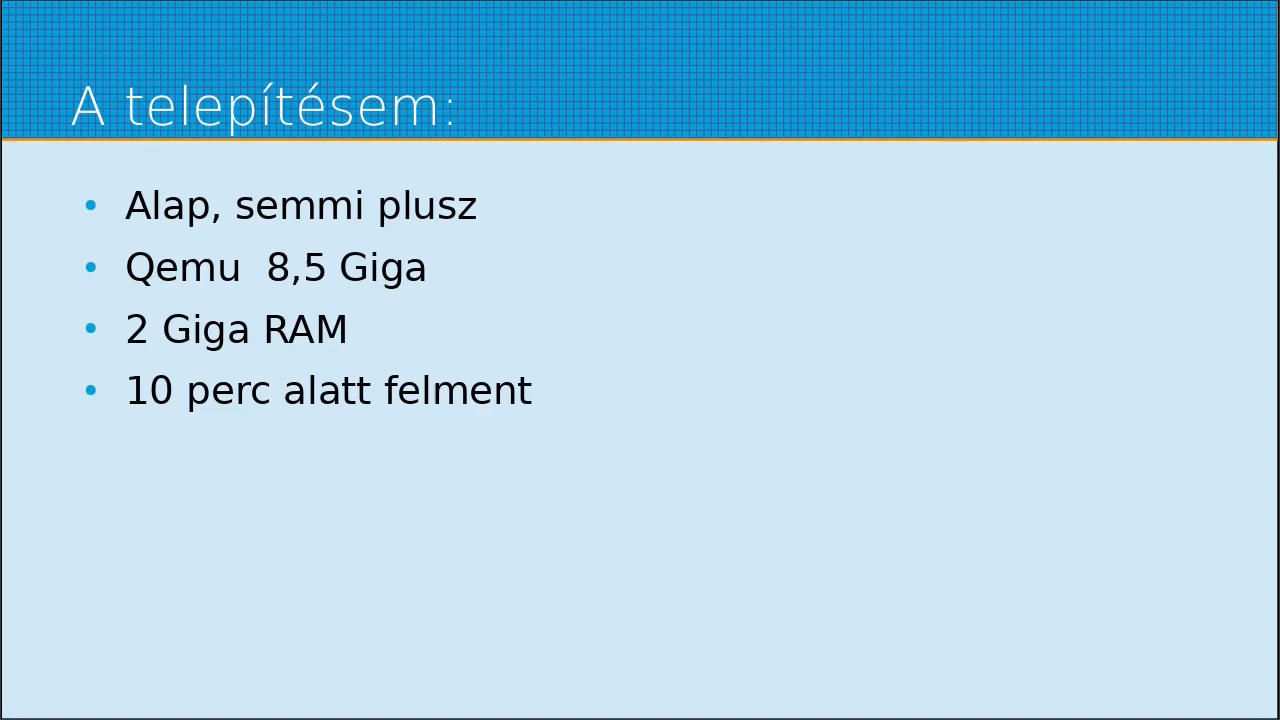 A telepítésem:
Alap, semmi plusz
Qemu  8,5 Giga
2 Giga RAM
10 perc alatt felment